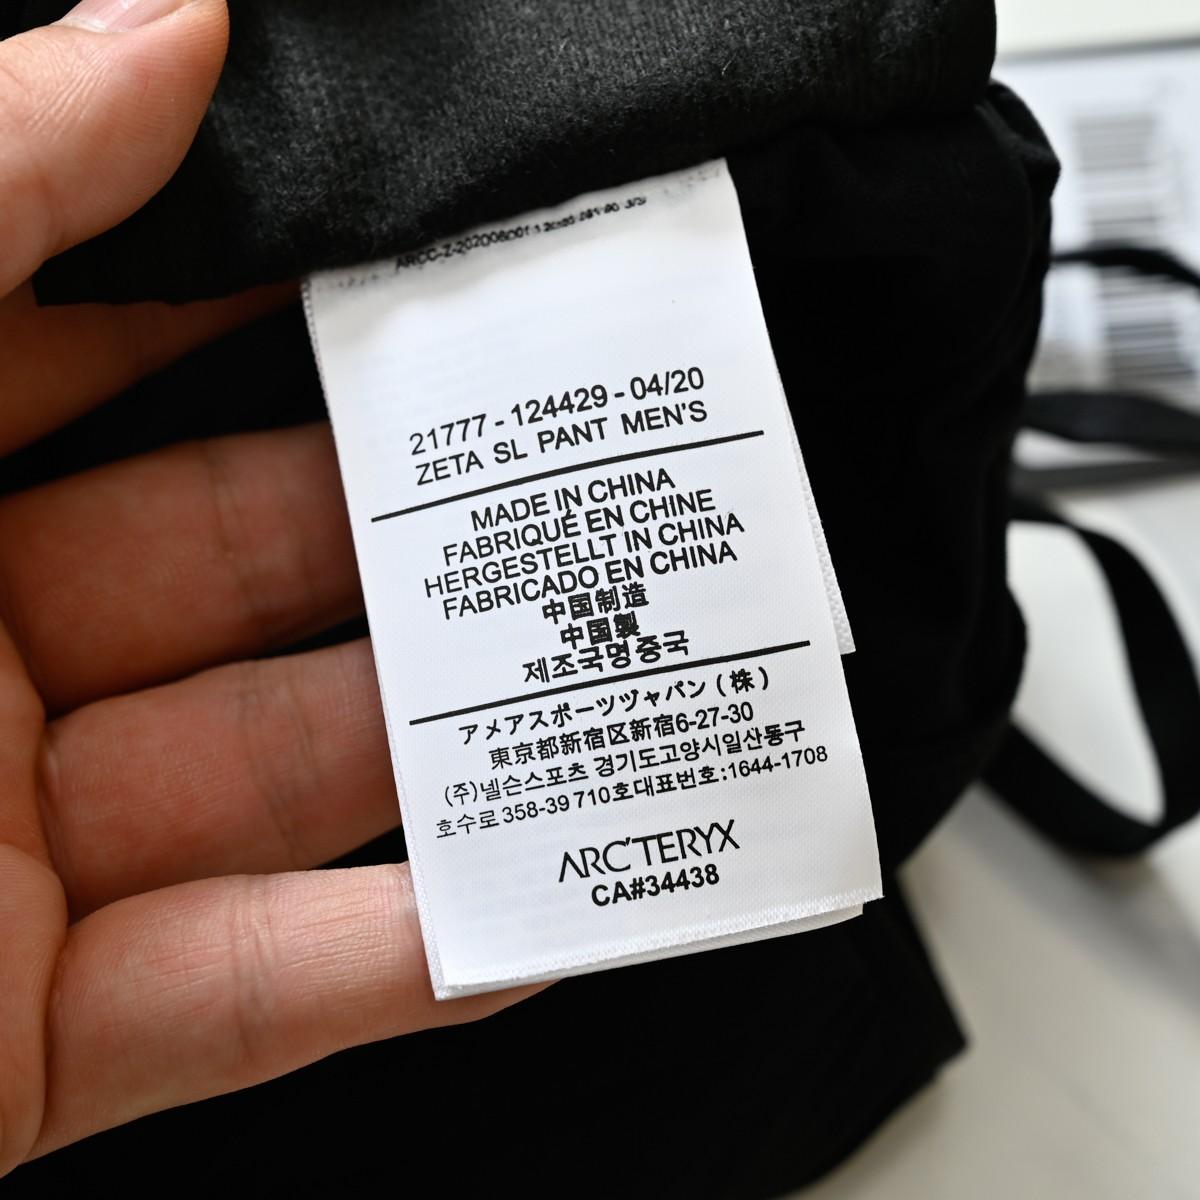 21777 - 124429 - 04/20
ZETA SL PANT MEN'S
MADE IN CHINA
FABRIQUÉ EN CHINE
HERGESTELLT IN CHINA
FABRICADO EN CHINA
中国制造
中国製
제조국명 중국
アメアスポーツヅャパン (株)
東京都新宿区新宿6-27-30
(주)넬슨스포츠 경기도고양시일산동구
호수로 358-39 710호대표번호:1644-1708
ARC'TERYX
CA#34438